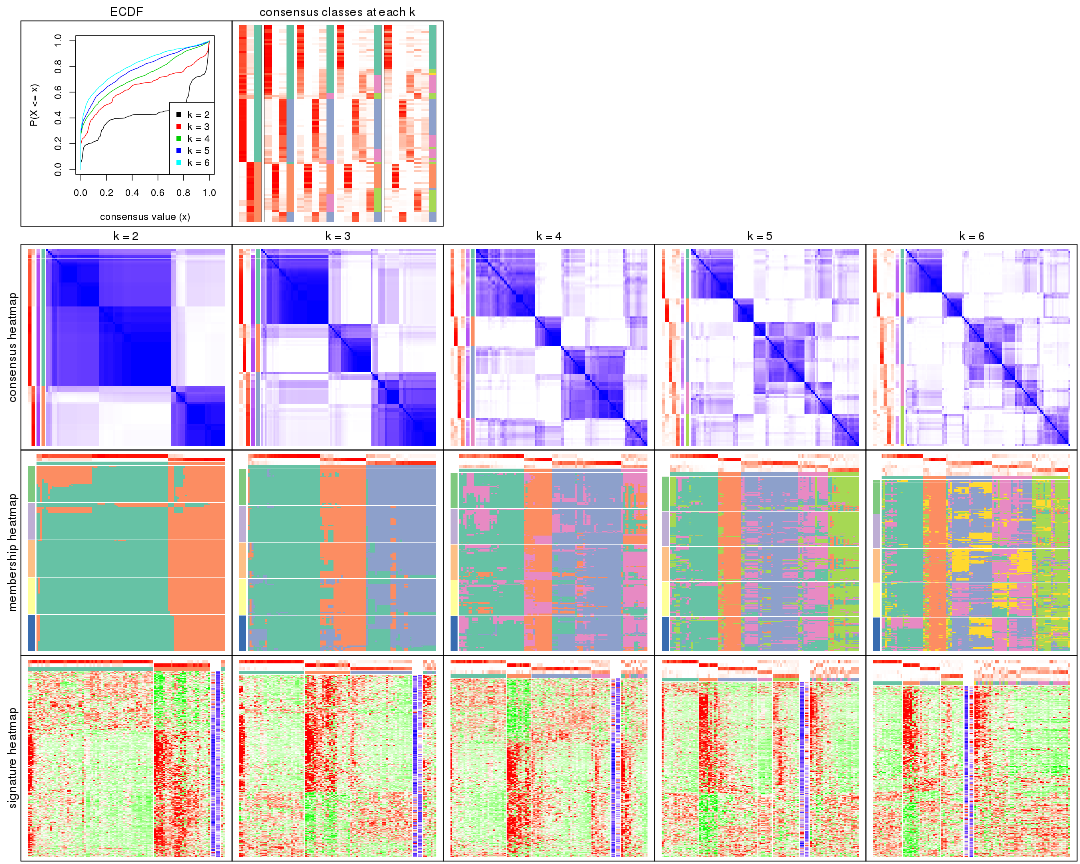 ECDF
consensus classes at each k
P(X <= x)
0.0
0.2
0.4
0.6
0.8
1.0
k = 2
k = 3
k = 4
k = 5
k = 6
0.0 0.2 0.4 0.6 0.8 1.0
consensus value (x)
k = 2
k = 3
k = 4
k = 5
k = 6
consensus heatmap
membership heatmap
signature heatmap